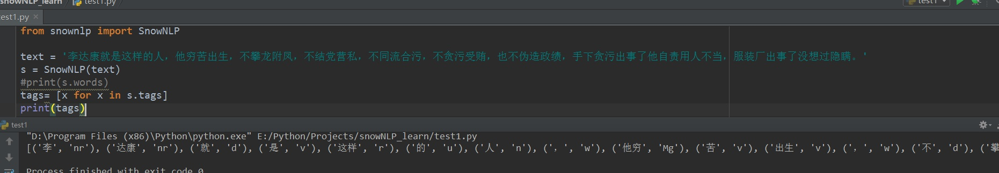 snowNLP_learn test1.py test1
test1.py
from snownlp import SnowNLP
text = '李达康就是这样的人，他穷苦出生，不攀龙附凤，不结党营私，不同流合污，不贪污受贿，也不伪造政绩，手下贪污出事了他自责用人不当，服装厂出事了没想过隐瞒。'
s = SnowNLP(text)
#print(s.words)
tags= [x for x in s.tags]
print(tags)
test1
"D:\Program Files (x86)\Python\python.exe" E:/Python/Projects/snowNLP_learn/test1.py
[('李', 'nr'), ('达康', 'nr'), ('就', 'd'), ('是', 'v'), ('这样', 'r'), ('的', 'u'), ('人', 'n'), ('，', 'w'), ('他穷', 'Mg'), ('苦', 'v'), ('出生', 'v'), ('，', 'w'), ('不', 'd'), ('攀
Process finished with exit code 0